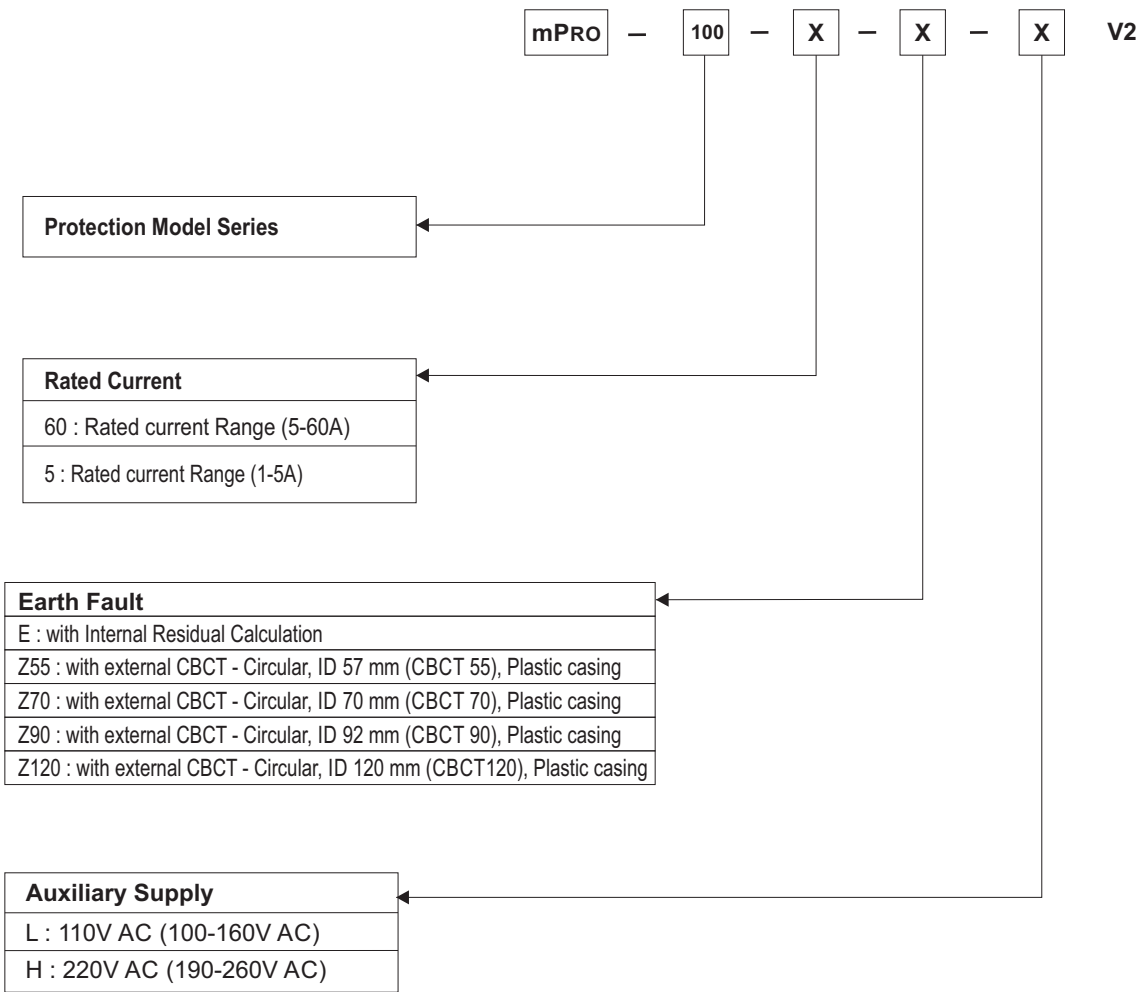 mPRO – 100 – X – X – X V2
Protection Model Series
Rated Current
60 : Rated current Range (5-60A)
5 : Rated current Range (1-5A)
Earth Fault
E : with Internal Residual Calculation
Z55 : with external CBCT - Circular, ID 57 mm (CBCT 55), Plastic casing
Z70 : with external CBCT - Circular, ID 70 mm (CBCT 70), Plastic casing
Z90 : with external CBCT - Circular, ID 92 mm (CBCT 90), Plastic casing
Z120 : with external CBCT - Circular, ID 120 mm (CBCT120), Plastic casing
Auxiliary Supply
L : 110V AC (100-160V AC)
H : 220V AC (190-260V AC)